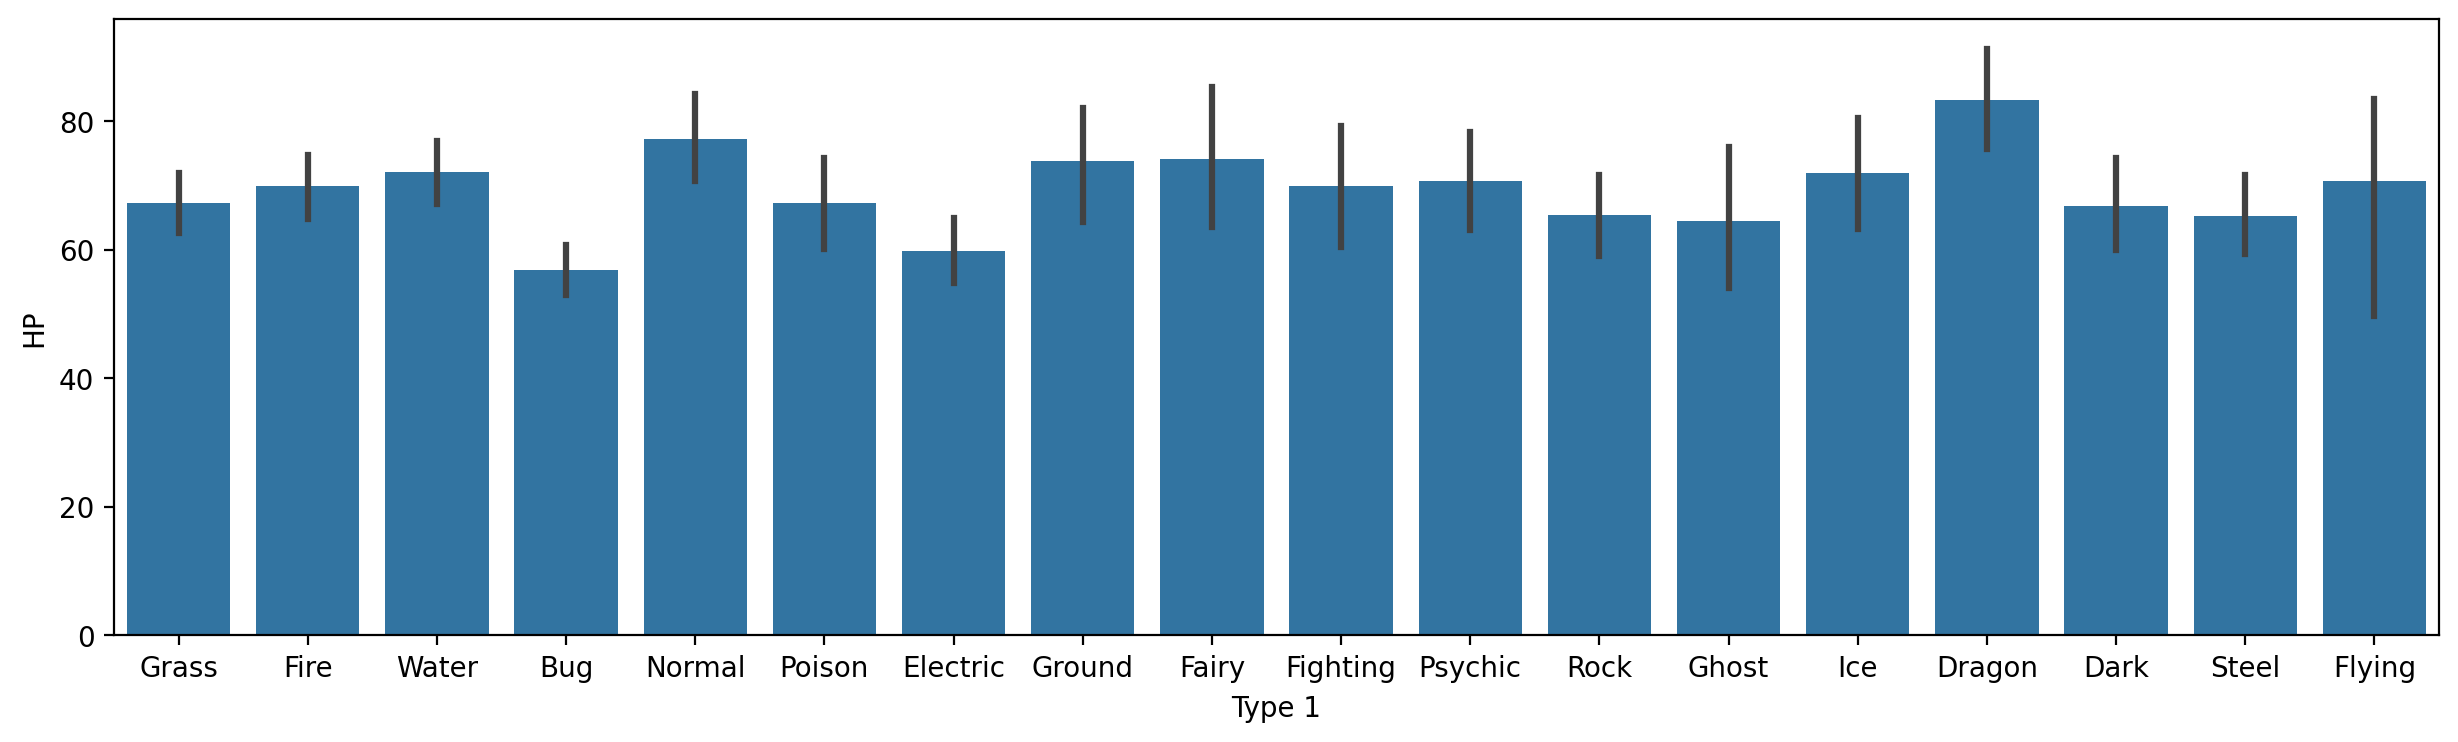 HP
80
60
40
20
0
Grass Fire Water Bug Normal Poison Electric Ground Fairy Fighting Psychic Rock Ghost Ice Dragon Dark Steel Flying
Type 1